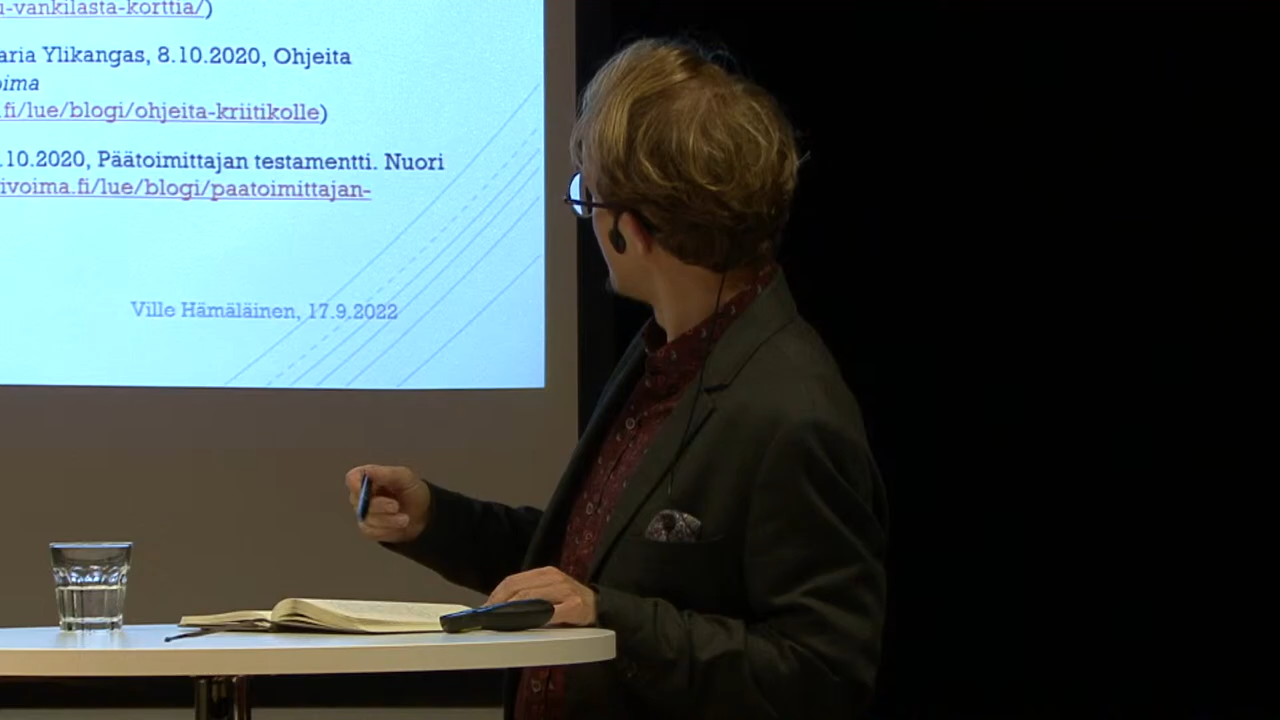 -vankilasta-korttia/)
aria Ylikangas, 8.10.2020, Ohjeita
oima
.fi/lue/blogi/ohjeita-kriitikolle)
.10.2020, Päätoimittajan testamentti. Nuori
ivoima.fi/lue/blogi/paatoimittajan-
Ville Hämäläinen, 17.9.2022